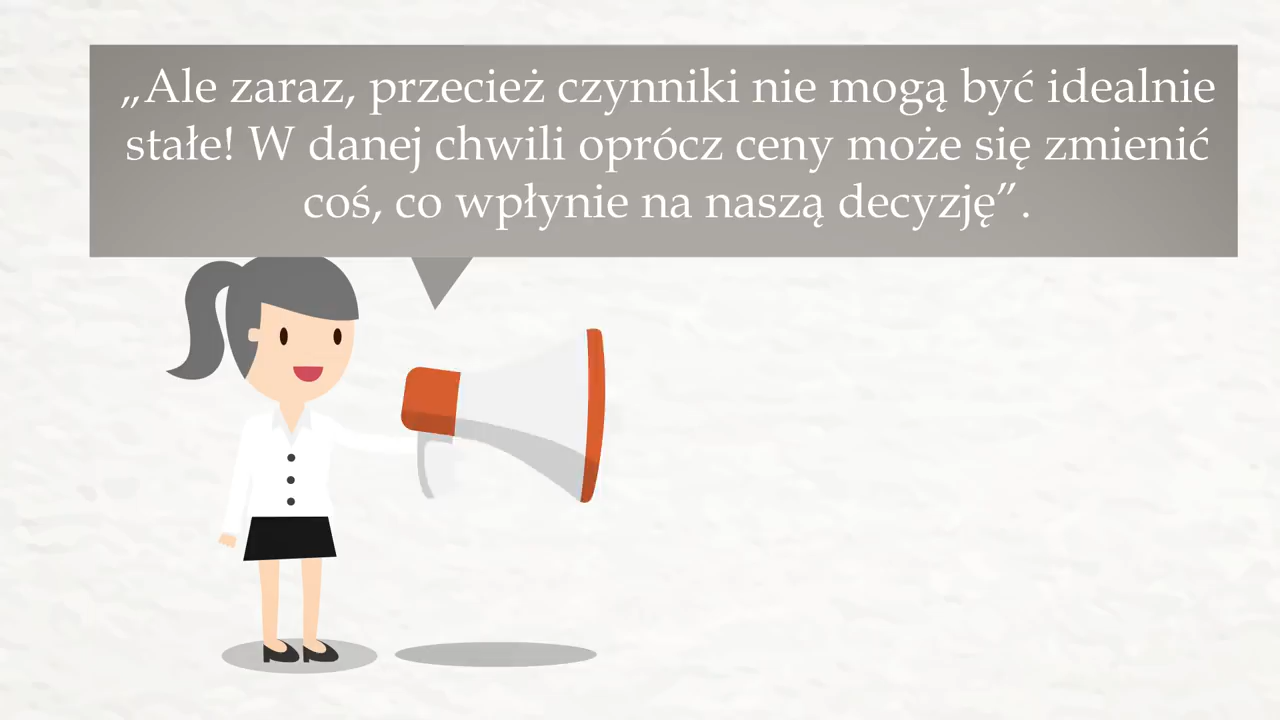 „Ale zaraz, przecież czynniki nie mogą być idealnie
stałe! W danej chwili oprócz ceny może się zmienić
coś, co wpłynie na naszą decyzję”.